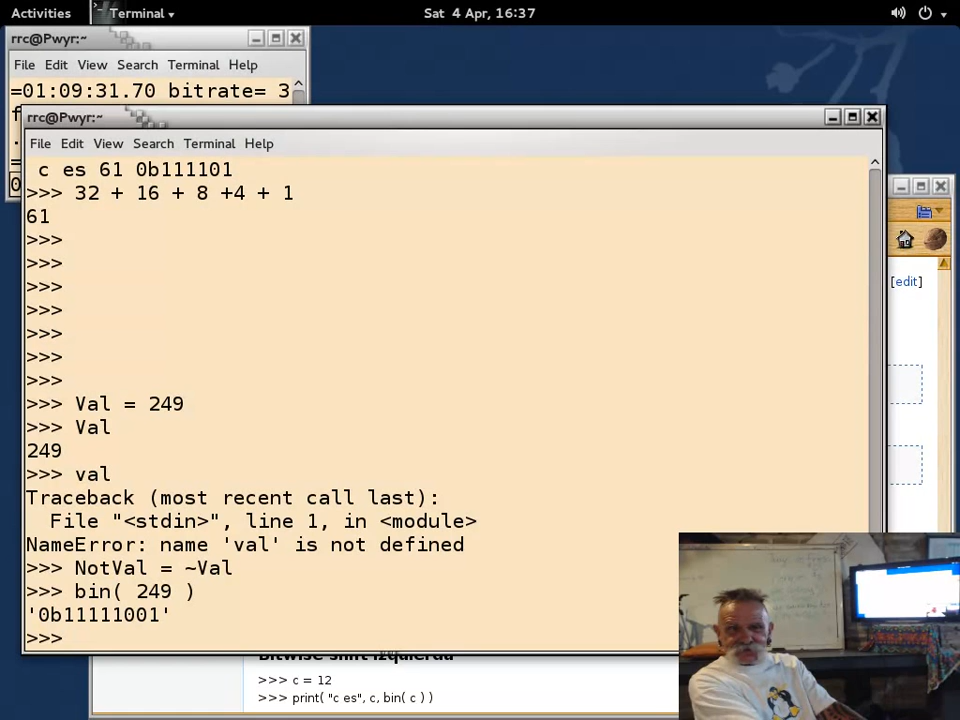 Activities
Terminal
Sat 4 Apr, 16:37
rrc@Pwyr:~
File Edit View Search Terminal Help
=01:09:31.70 bitrate= 3
rrc@Pwyr:~
File Edit View Search Terminal Help
c es 61 0b111101
>>> 32 + 16 + 8 +4 + 1
61
>>>
>>>
>>>
>>>
>>>
>>>
>>>
>>> Val = 249
>>> Val
249
>>> val
Traceback (most recent call last):
  File "<stdin>", line 1, in <module>
NameError: name 'val' is not defined
>>> NotVal = ~Val
>>> bin( 249 )
'0b11111001'
>>>
[edit]
Bitwise shift izquierda
>>> c = 12
>>> print( "c es", c, bin( c ) )